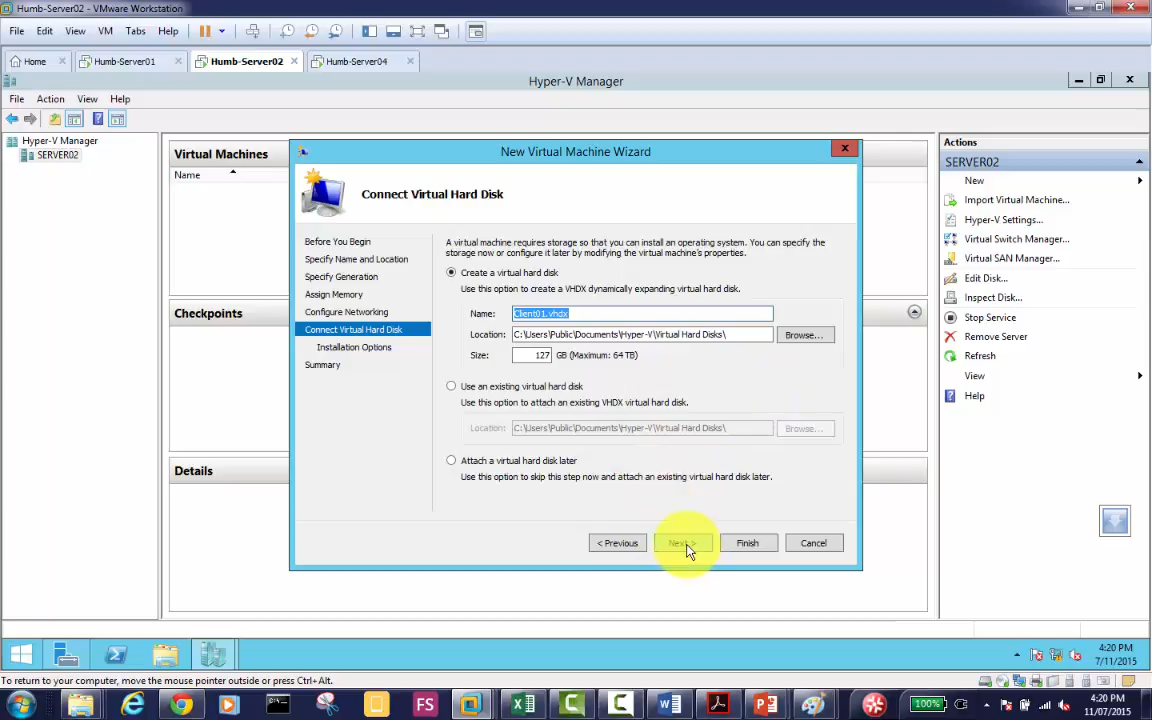 Humb-Server02 - VMware Workstation
File Edit View VM Tabs Help
Home Humb-Server01 Humb-Server02 Humb-Server04
Hyper-V Manager
File Action View Help
Hyper-V Manager
SERVER02
Virtual Machines
Name
Checkpoints
Details
New Virtual Machine Wizard
Connect Virtual Hard Disk
Before You Begin
Specify Name and Location
Specify Generation
Assign Memory
Configure Networking
Connect Virtual Hard Disk
Installation Options
Summary
A virtual machine requires storage so that you can install an operating system. You can specify the
storage now or configure it later by modifying the virtual machine's properties.
Create a virtual hard disk
Use this option to create a VHDX dynamically expanding virtual hard disk.
Name: Client01.vhdx
Location: C:\Users\Public\Documents\Hyper-V\Virtual Hard Disks\ Browse...
Size: 127 GB (Maximum: 64 TB)
Use an existing virtual hard disk
Use this option to attach an existing VHDX virtual hard disk.
Location: C:\Users\Public\Documents\Hyper-V\Virtual Hard Disks\ Browse...
Attach a virtual hard disk later
Use this option to skip this step now and attach an existing virtual hard disk later.
< Previous Next > Finish Cancel
Actions
SERVER02
New
Import Virtual Machine...
Hyper-V Settings...
Virtual Switch Manager...
Virtual SAN Manager...
Edit Disk...
Inspect Disk...
Stop Service
Remove Server
Refresh
View
Help
4:20 PM
7/11/2015
To return to your computer, move the mouse pointer outside or press Ctrl+Alt.
FS
100%
4:20 PM
11/07/2015